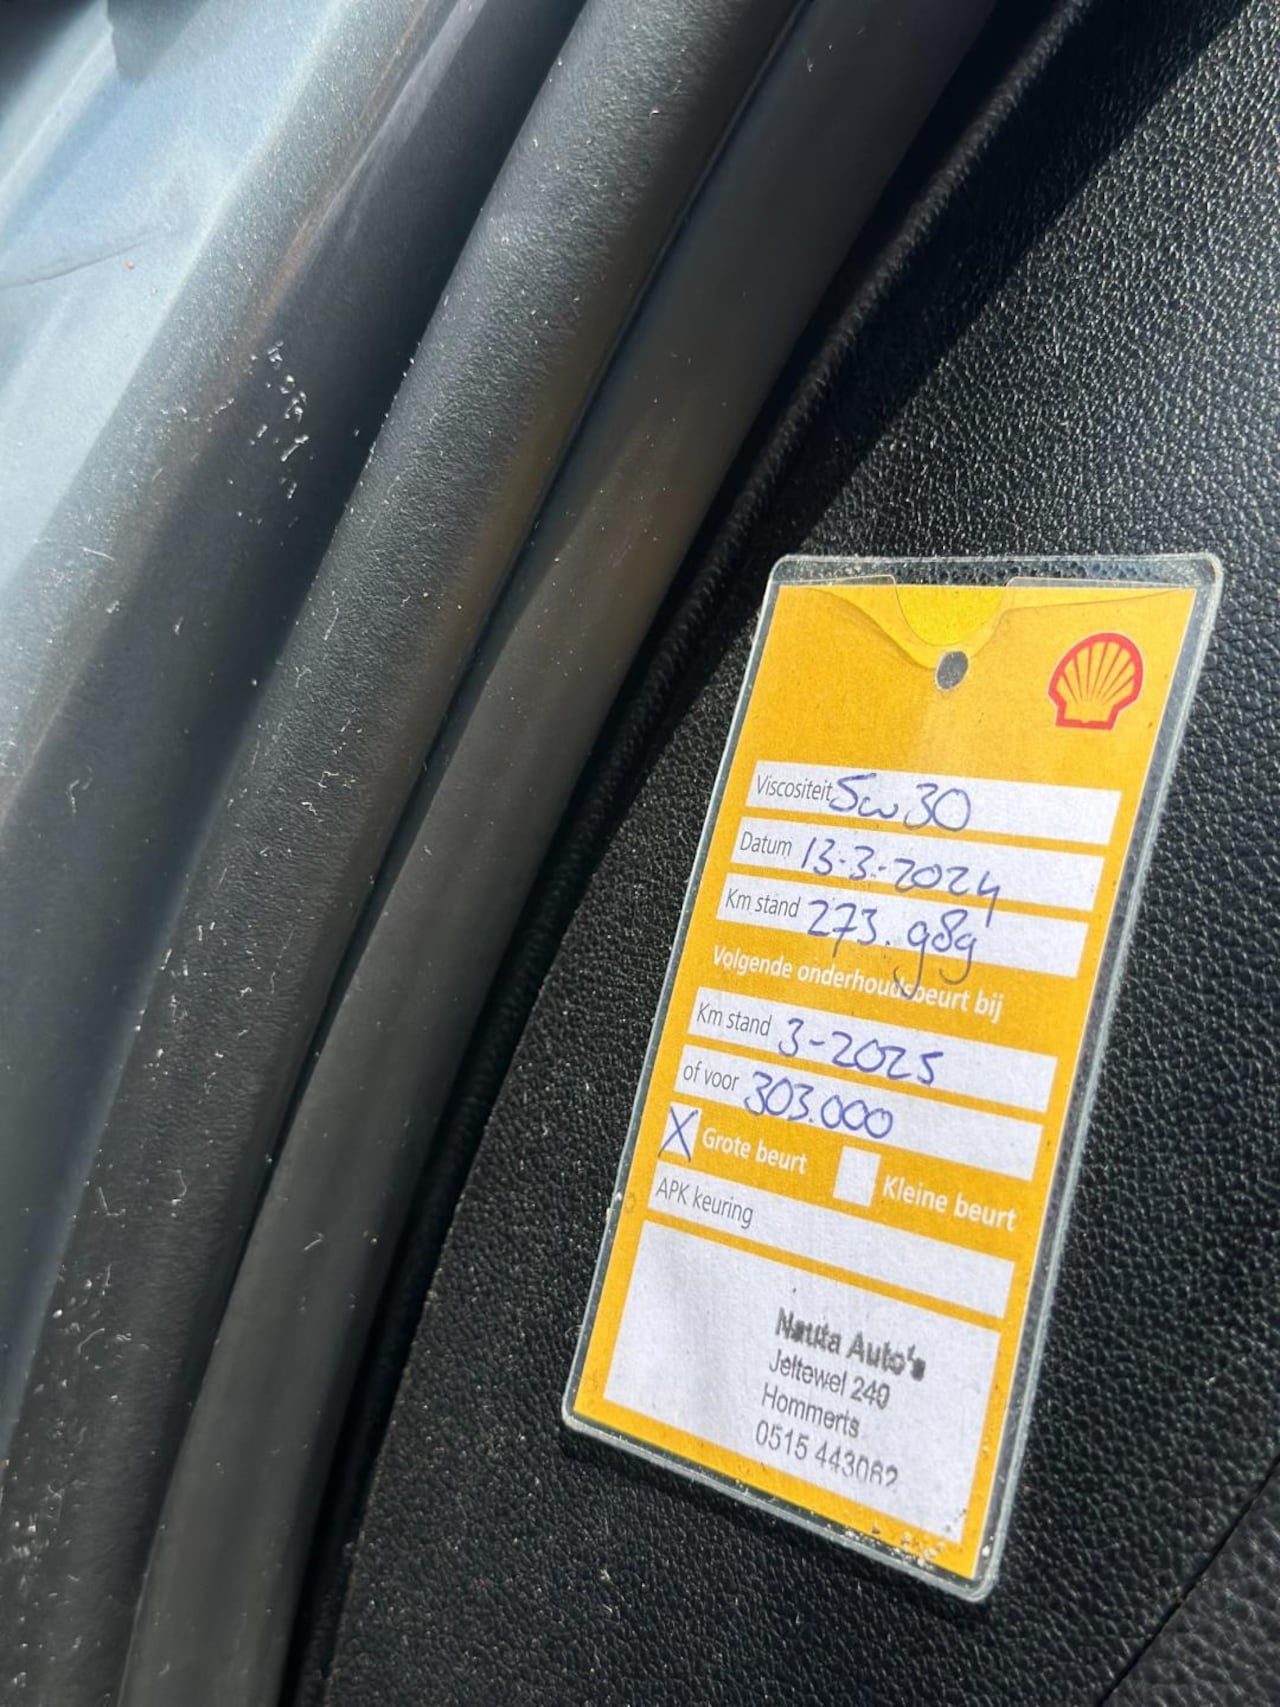 Viscositeit 5w30
Datum 13-3-2024
Km stand 273.989
Volgende onderhoudsbeurt bij
Km stand 3-2025
of voor 303.000
X Grote beurt Kleine beurt
APK keuring
Nauta Auto's
Jeltewei 240
Hommerts
0515 443062